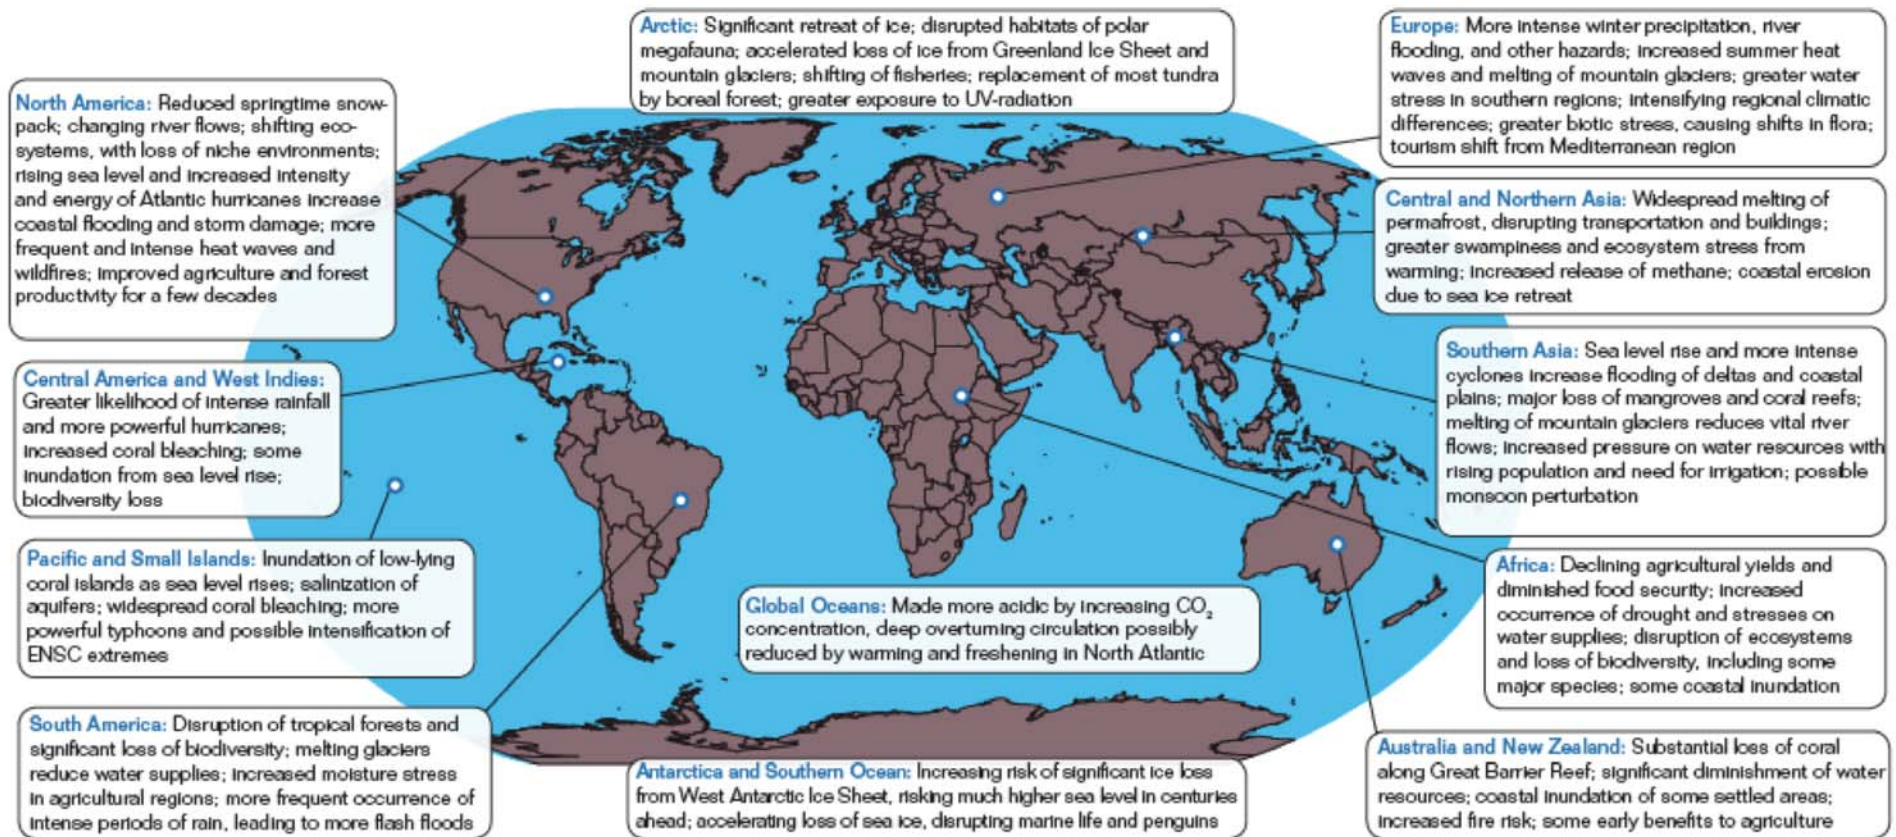 Arctic: Significant retreat of ice; disrupted habitats of polar
megafauna; accelerated loss of ice from Greenland Ice Sheet and
mountain glaciers; shifting of fisheries; replacement of most tundra
by boreal forest; greater exposure to UV-radiation
Europe: More intense winter precipitation, river
flooding, and other hazards; increased summer heat
waves and melting of mountain glaciers; greater water
stress in southern regions; intensifying regional climatic
differences; greater biotic stress, causing shifts in flora;
tourism shift from Mediterranean region
North America: Reduced springtime snow-
pack; changing river flows; shifting eco-
systems, with loss of niche environments;
rising sea level and increased intensity
and energy of Atlantic hurricanes increase
coastal flooding and storm damage; more
frequent and intense heat waves and
wildfires; improved agriculture and forest
productivity for a few decades
Central and Northern Asia: Widespread melting of
permafrost, disrupting transportation and buildings;
greater swampiness and ecosystem stress from
warming; increased release of methane; coastal erosion
due to sea ice retreat
Southern Asia: Sea level rise and more intense
cyclones increase flooding of deltas and coastal
plains; major loss of mangroves and coral reefs;
melting of mountain glaciers reduces vital river
flows; increased pressure on water resources with
rising population and need for irrigation; possible
monsoon perturbation
Central America and West Indies:
Greater likelihood of intense rainfall
and more powerful hurricanes;
increased coral bleaching; some
inundation from sea level rise;
biodiversity loss
Pacific and Small Islands: Inundation of low-lying
coral islands as sea level rises; salinization of
aquifers; widespread coral bleaching; more
powerful typhoons and possible intensification of
ENSC extremes
Africa: Declining agricultural yields and
diminished food security; increased
occurrence of drought and stresses on
water supplies; disruption of ecosystems
and loss of biodiversity, including some
major species; some coastal inundation
Global Oceans: Made more acidic by increasing CO₂
concentration, deep overturning circulation possibly
reduced by warming and freshening in North Atlantic
South America: Disruption of tropical forests and
significant loss of biodiversity; melting glaciers
reduce water supplies; increased moisture stress
in agricultural regions; more frequent occurrence of
intense periods of rain, leading to more flash floods
Antarctica and Southern Ocean: Increasing risk of significant ice loss
from West Antarctic Ice Sheet, risking much higher sea level in centuries
ahead; accelerating loss of sea ice, disrupting marine life and penguins
Australia and New Zealand: Substantial loss of coral
along Great Barrier Reef; significant diminishment of water
resources; coastal inundation of some settled areas;
increased fire risk; some early benefits to agriculture